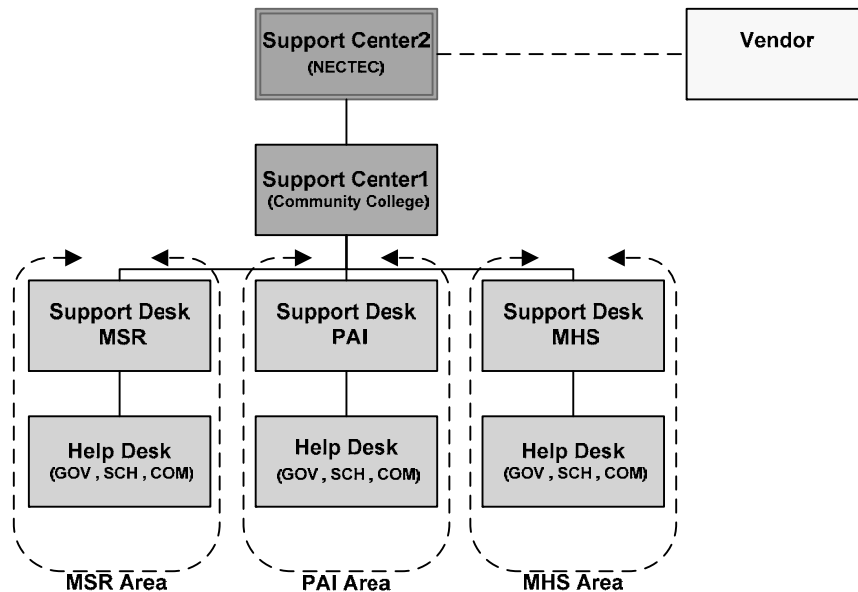 Support Center2
(NECTEC)
Vendor
Support Center1
(Community College)
Support Desk
MSR
Support Desk
PAI
Support Desk
MHS
Help Desk
(GOV , SCH , COM)
Help Desk
(GOV , SCH , COM)
Help Desk
(GOV , SCH , COM)
MSR Area
PAI Area
MHS Area